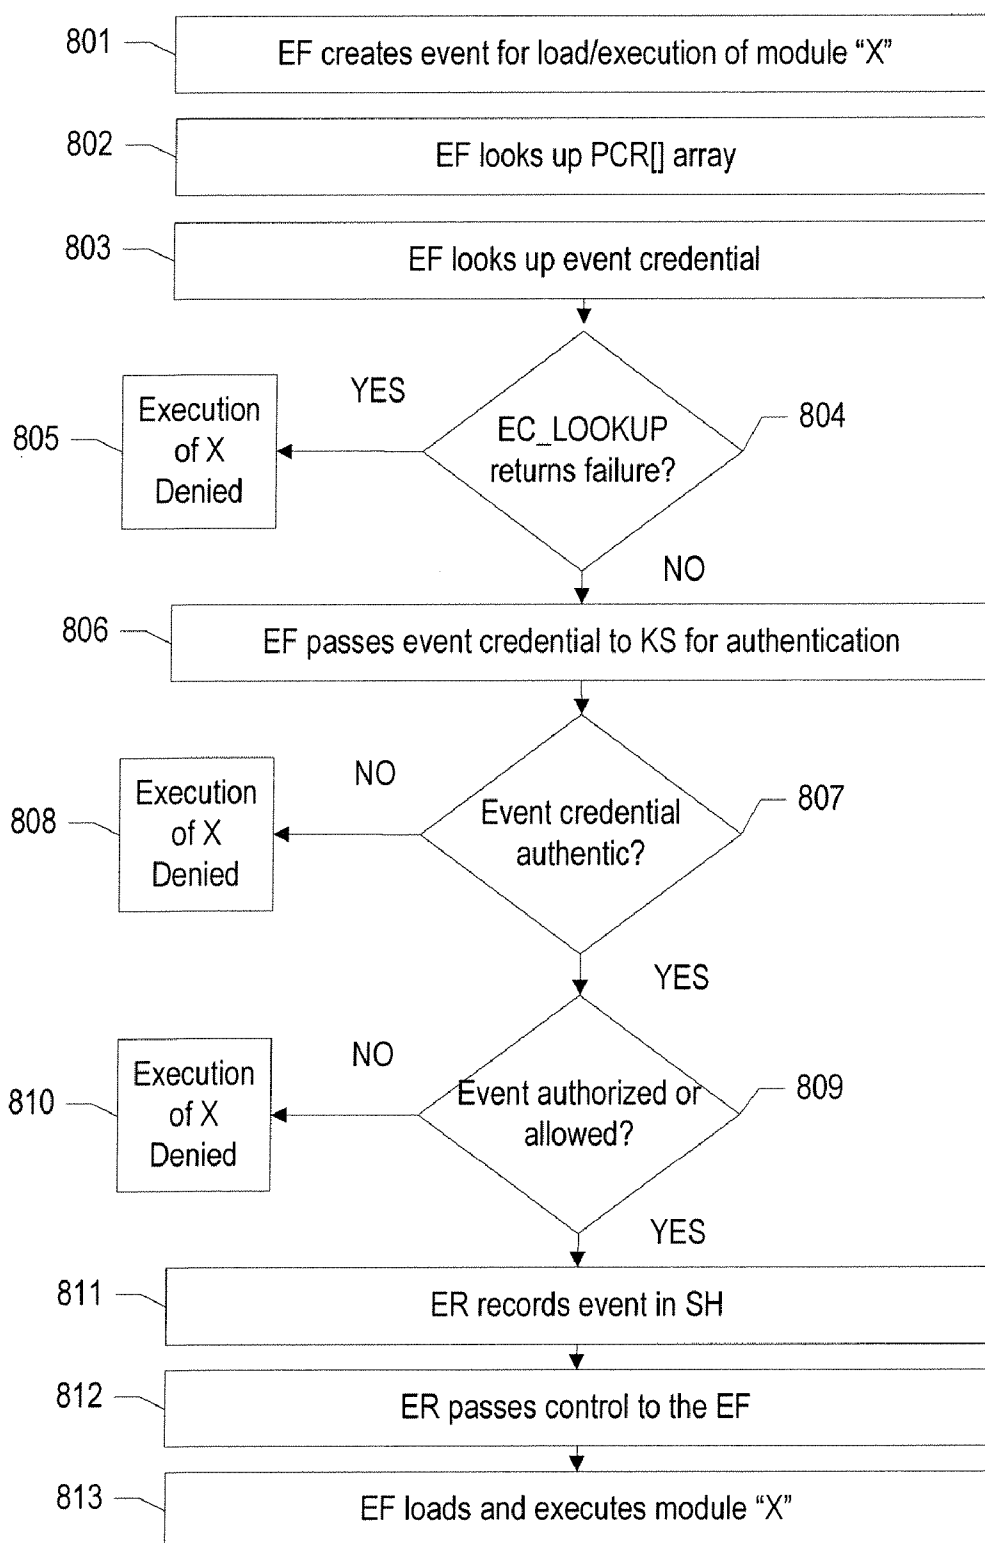 801
EF creates event for load/execution of module “X”
802
EF looks up PCR[] array
803
EF looks up event credential
YES
804
805
Execution
of X
Denied
EC_LOOKUP
returns failure?
NO
806
EF passes event credential to KS for authentication
NO
807
808
Execution
of X
Denied
Event credential
authentic?
YES
NO
809
810
Execution
of X
Denied
Event authorized or
allowed?
YES
811
ER records event in SH
812
ER passes control to the EF
813
EF loads and executes module “X”